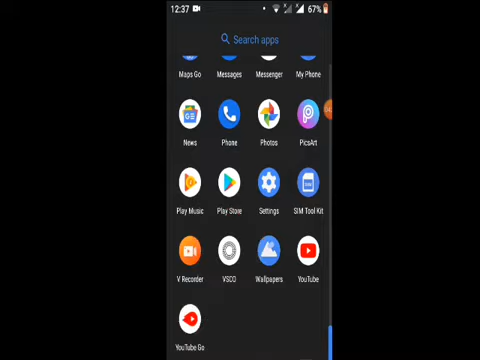 12:37 67%
Search apps
Maps Go Messages Messenger My Phone
News Phone Photos PicsArt
Play Music Play Store Settings SIM Tool Kit
V Recorder VSCO Wallpapers YouTube
YouTube Go